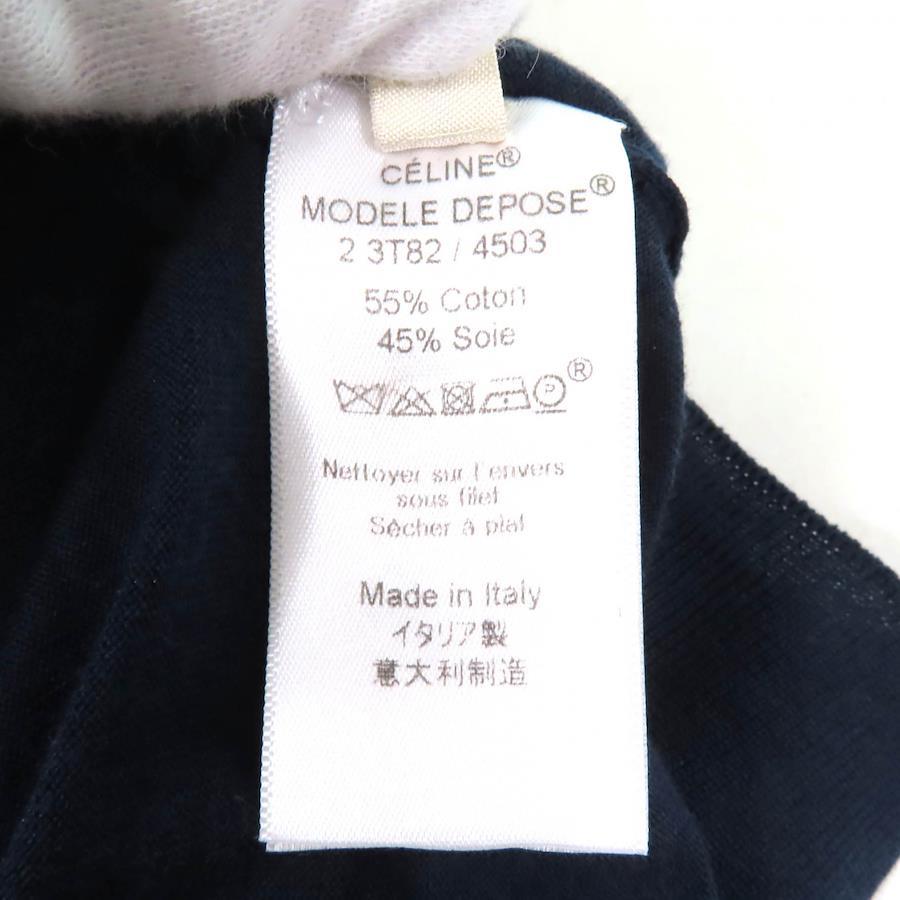 CÉLINE®
MODELE DEPOSE®
2 3T82 / 4503
55% Coton
45% Soie
P ®
Nettoyer sur l'envers
sous filet
Sècher à plat
Made in Italy
イタリア製
意大利制造